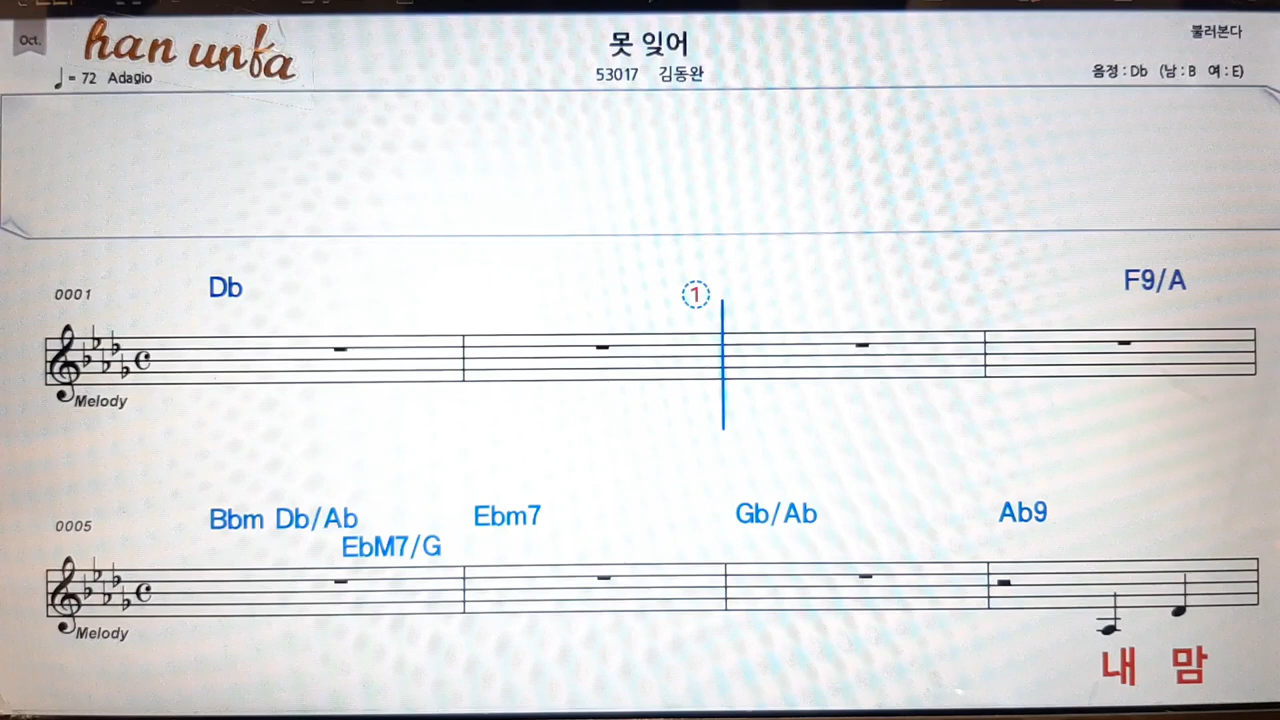 Oct.
han unfa
못 잊어
불러본다
= 72 Adagio
53017 김동완
음정 : Db (남 : B 여 : E)
0001
Db
1
F9/A
Melody
0005
Bbm Db/Ab
Ebm7
Gb/Ab
Ab9
EbM7/G
Melody
내 맘